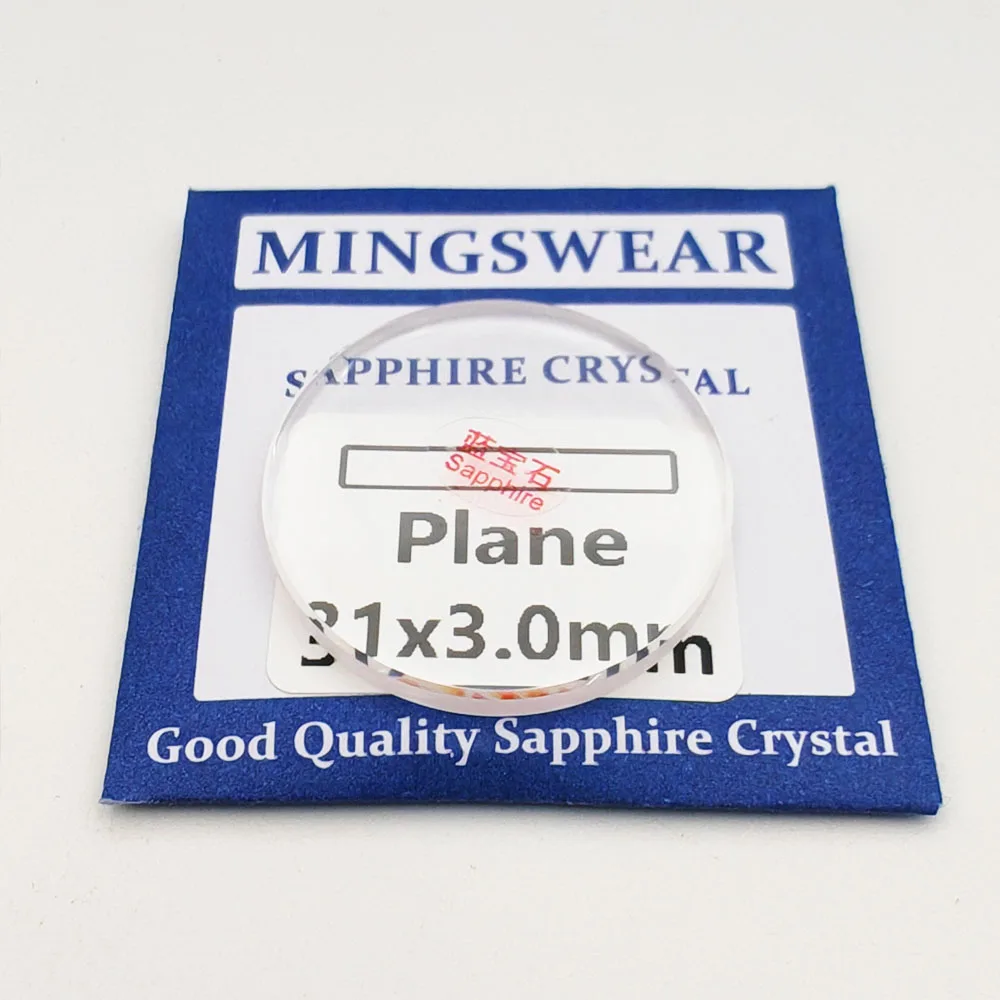 MINGSWEAR
SAPPHIRE CRYSTAL
蓝宝石
Sapphire
Plane
31x3.0mm
Good Quality Sapphire Crystal